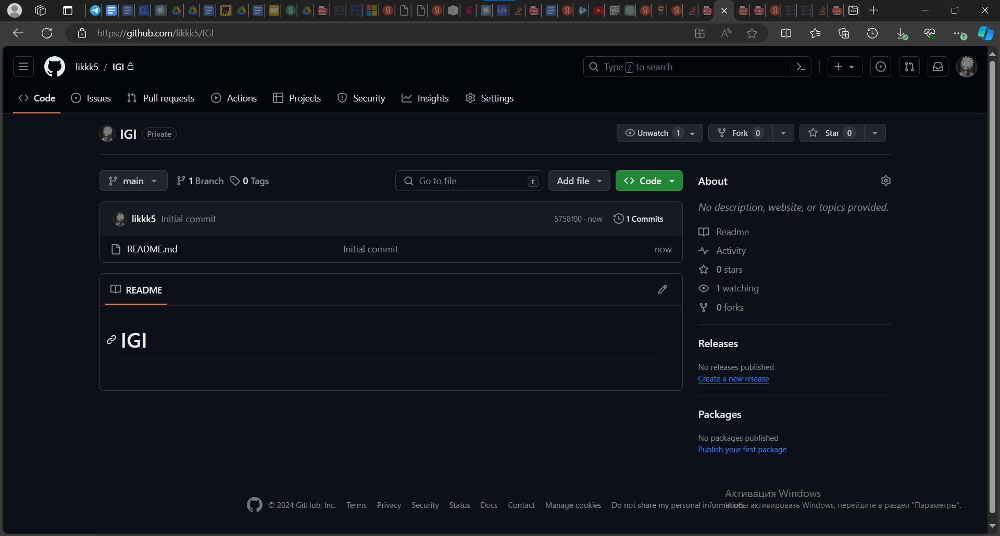 https://github.com/likkk5/IGI
likkk5 / IGI
Type / to search
Code Issues Pull requests Actions Projects Security Insights Settings
IGI Private
Unwatch 1 Fork 0 Star 0
main 1 Branch 0 Tags
Go to file t Add file Code
likkk5 Initial commit 5758f00 · now 1 Commits
README.md Initial commit now
README
IGI
About
No description, website, or topics provided.
Readme
Activity
0 stars
1 watching
0 forks
Releases
No releases published
Create a new release
Packages
No packages published
Publish your first package
Активация Windows
© 2024 GitHub, Inc. Terms Privacy Security Status Docs Contact Manage cookies Do not share my personal information
активировать Windows, перейдите в раздел "Параметры".